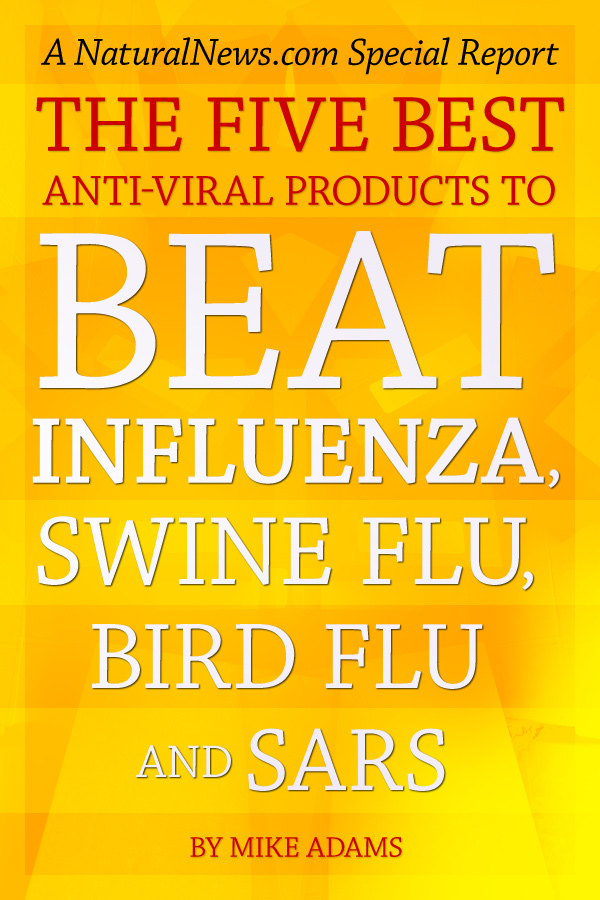 A NaturalNews.com Special Report
THE FIVE BEST
ANTI-VIRAL PRODUCTS TO
BEAT
INFLUENZA,
SWINE FLU,
BIRD FLU
AND SARS
BY MIKE ADAMS